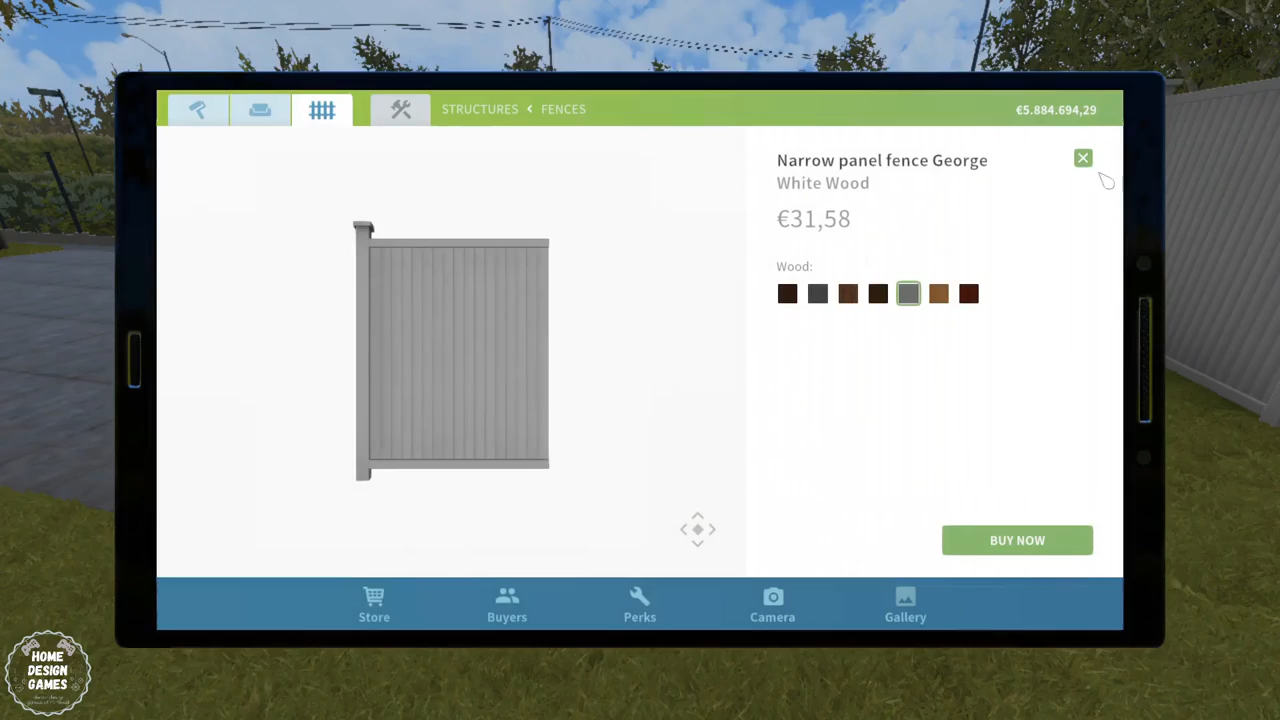 STRUCTURES < FENCES
€5.884.694,29
Narrow panel fence George
White Wood
€31,58
Wood:
BUY NOW
Store
Buyers
Perks
Camera
Gallery
HOME
DESIGN
GAMES